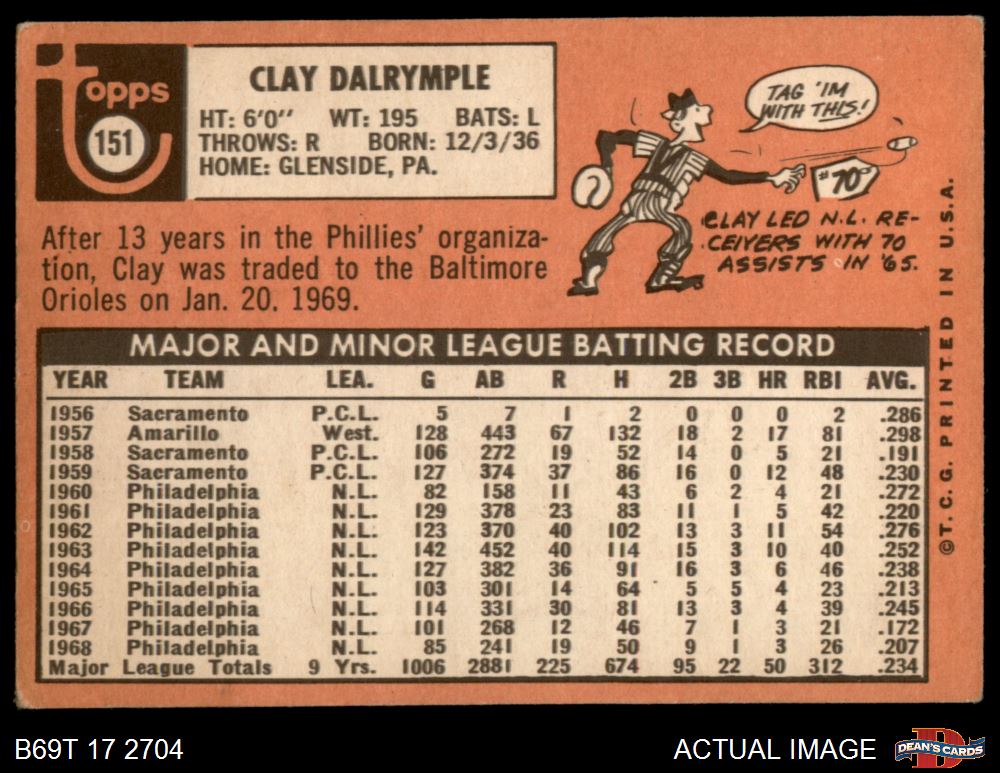 topps
151
CLAY DALRYMPLE
HT: 6'0'' WT: 195 BATS: L
THROWS: R BORN: 12/3/36
HOME: GLENSIDE, PA.
TAG 'IM
WITH THIS!
#70
CLAY LED N.L. RE-
CEIVERS WITH 70
ASSISTS IN '65.
After 13 years in the Phillies' organiza-
tion, Clay was traded to the Baltimore
Orioles on Jan. 20, 1969.
MAJOR AND MINOR LEAGUE BATTING RECORD
YEAR TEAM LEA. G AB R H 2B 3B HR RBI AVG.
1956 Sacramento P.C.L. 5 7 1 2 0 0 0 2 .286
1957 Amarillo West. 128 443 67 132 18 2 17 81 .298
1958 Sacramento P.C.L. 106 272 19 52 14 0 5 21 .191
1959 Sacramento P.C.L. 127 374 37 86 16 0 12 48 .230
1960 Philadelphia N.L. 82 158 11 43 6 2 4 21 .272
1961 Philadelphia N.L. 129 378 23 83 11 1 5 42 .220
1962 Philadelphia N.L. 123 370 40 102 13 3 11 54 .276
1963 Philadelphia N.L. 142 452 40 114 15 3 10 40 .252
1964 Philadelphia N.L. 127 382 36 91 16 3 6 46 .238
1965 Philadelphia N.L. 103 301 14 64 5 5 4 23 .213
1966 Philadelphia N.L. 114 331 30 81 13 3 4 39 .245
1967 Philadelphia N.L. 101 268 12 46 7 1 3 21 .172
1968 Philadelphia N.L. 85 241 19 50 9 1 3 26 .207
Major League Totals 9 Yrs. 1006 2881 225 674 95 22 50 312 .234
©T.C.G. PRINTED IN U.S.A.
B69T 17 2704
ACTUAL IMAGE
DEAN'S CARDS